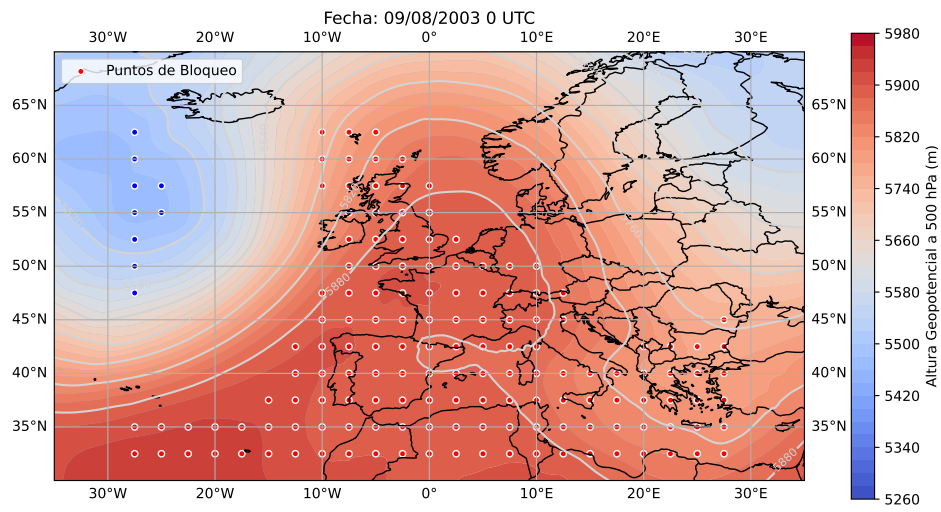 Fecha: 09/08/2003 0 UTC
30°W 20°W 10°W 0° 10°E 20°E 30°E
Puntos de Bloqueo
65°N 65°N
60°N 60°N
55°N 55°N
50°N 50°N
45°N 45°N
40°N 40°N
35°N 35°N
5880
5880
30°W 20°W 10°W 0° 10°E 20°E 30°E
5980
5900
5820
5740
5660
5580
5500
5420
5340
5260
Altura Geopotencial a 500 hPa (m)